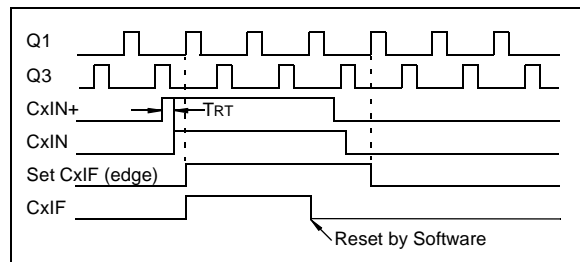 Q1
Q3
CxIN+
TRT
CxIN
Set CxIF (edge)
CxIF
Reset by Software